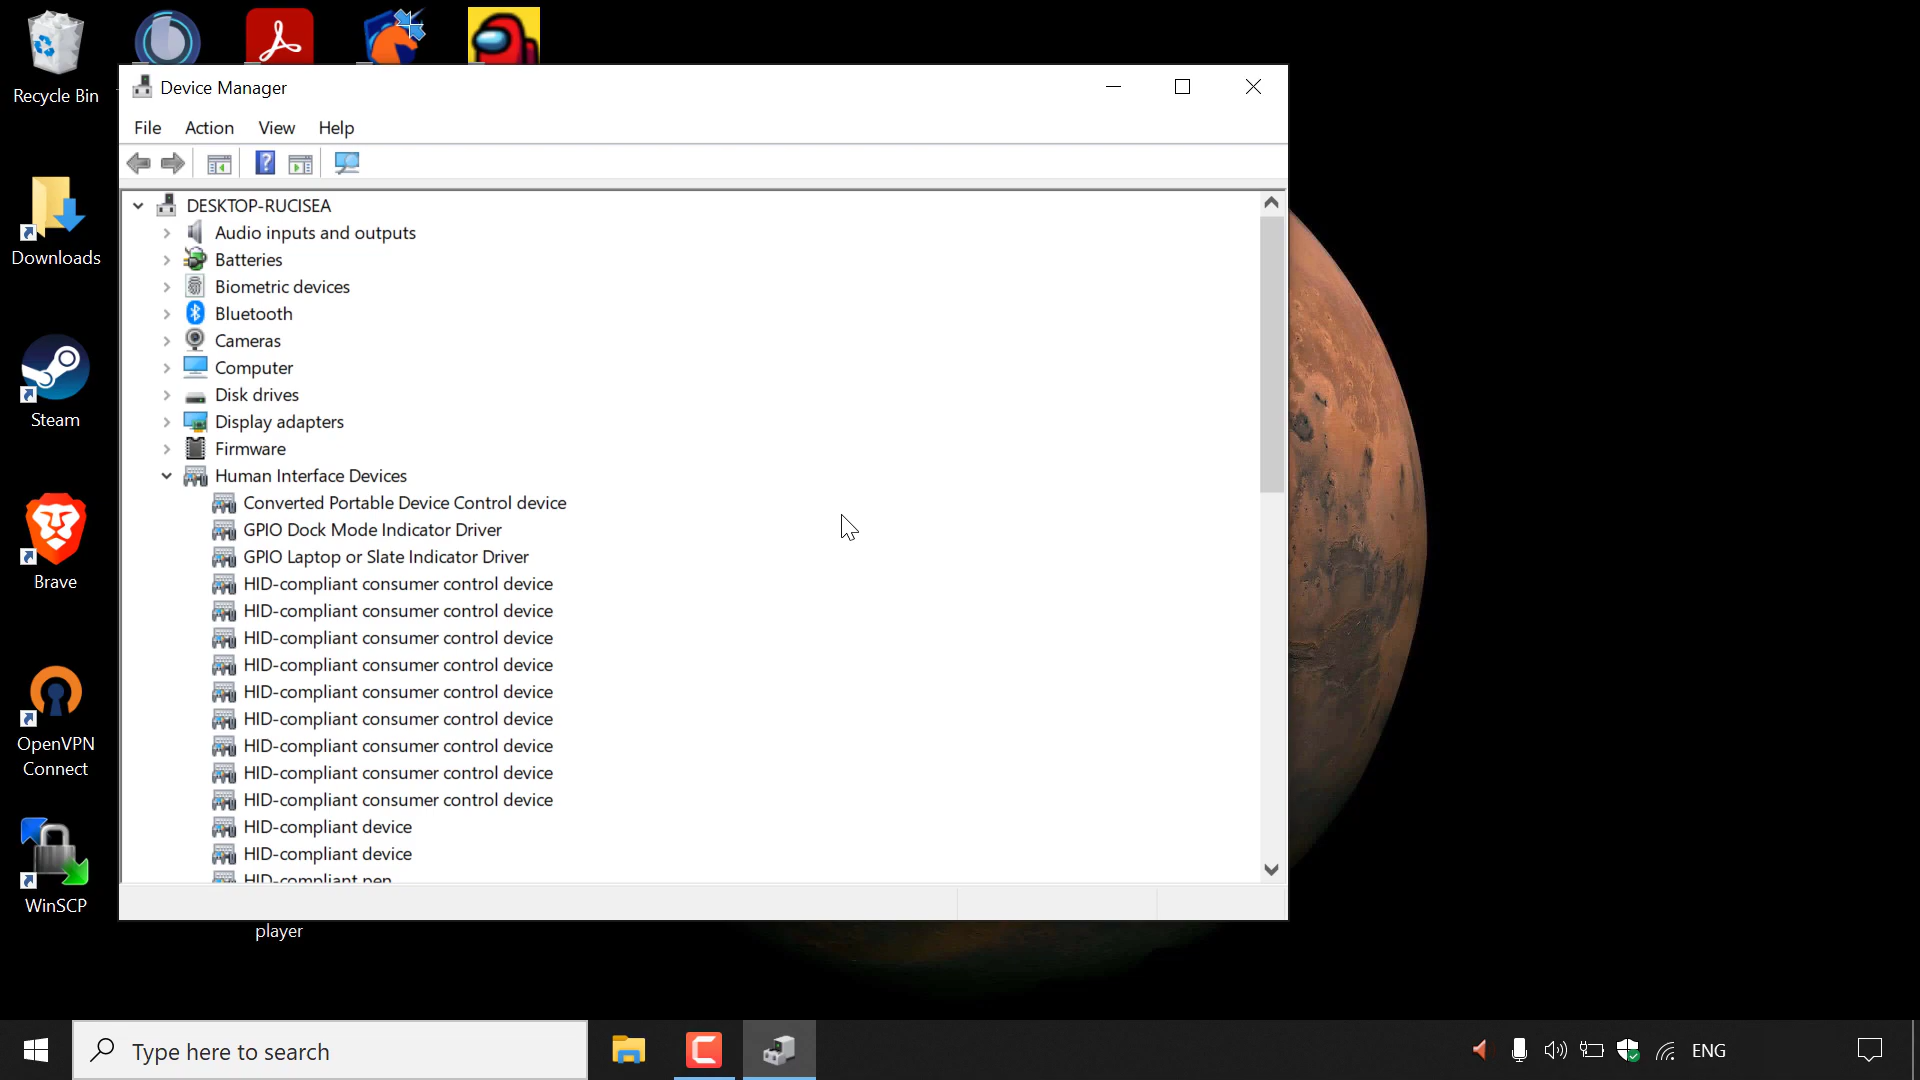 Recycle Bin
Downloads
Steam
Brave
OpenVPN
Connect
WinSCP
player
Device Manager
File Action View Help
DESKTOP-RUCISEA
Audio inputs and outputs
Batteries
Biometric devices
Bluetooth
Cameras
Computer
Disk drives
Display adapters
Firmware
Human Interface Devices
Converted Portable Device Control device
GPIO Dock Mode Indicator Driver
GPIO Laptop or Slate Indicator Driver
HID-compliant consumer control device
HID-compliant consumer control device
HID-compliant consumer control device
HID-compliant consumer control device
HID-compliant consumer control device
HID-compliant consumer control device
HID-compliant consumer control device
HID-compliant consumer control device
HID-compliant consumer control device
HID-compliant device
HID-compliant device
HID-compliant pen
Type here to search
ENG